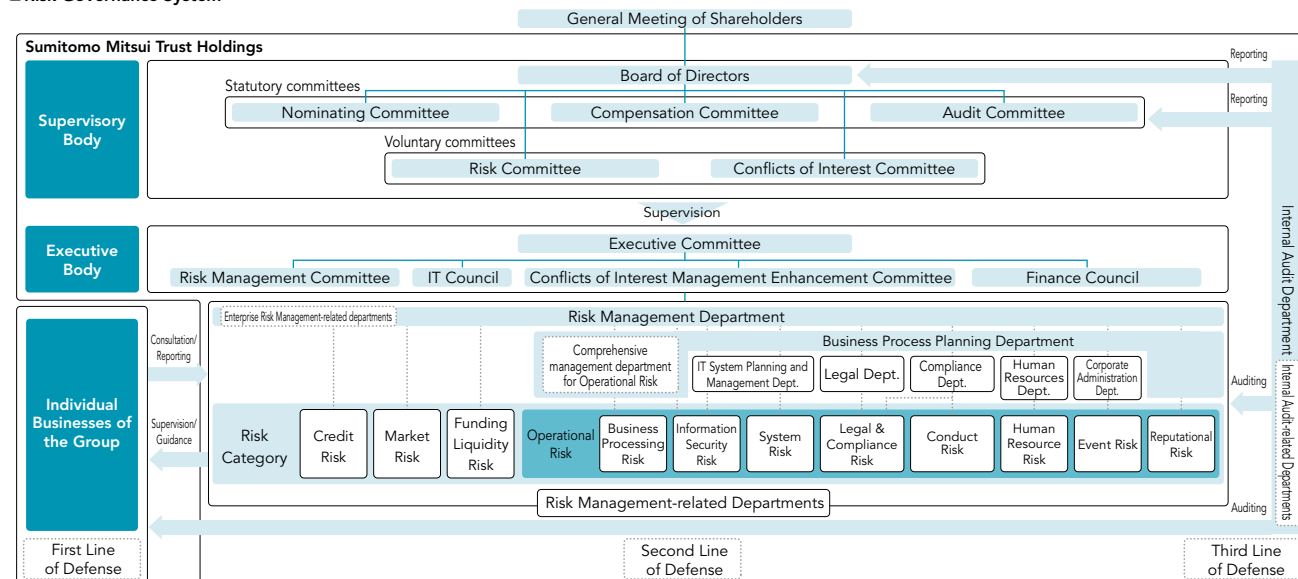 Risk Governance System
General Meeting of Shareholders
Sumitomo Mitsui Trust Holdings
Reporting
Board of Directors
Statutory committees
Reporting
Nominating Committee
Compensation Committee
Audit Committee
Supervisory
Body
Voluntary committees
Risk Committee
Conflicts of Interest Committee
Supervision
Executive
Body
Executive Committee
Risk Management Committee
IT Council
Conflicts of Interest Management Enhancement Committee
Finance Council
Internal Audit Department
Internal Audit-related Departments
Enterprise Risk Management-related departments
Risk Management Department
Consultation/
Reporting
Business Process Planning Department
Comprehensive
management department
for Operational Risk
IT System Planning and
Management Dept.
Legal Dept.
Compliance
Dept.
Human
Resources
Dept.
Corporate
Administration
Dept.
Auditing
Individual
Businesses of
the Group
Supervision/
Guidance
Risk
Category
Credit
Risk
Market
Risk
Funding
Liquidity
Risk
Operational
Risk
Business
Processing
Risk
Information
Security
Risk
System
Risk
Legal &
Compliance
Risk
Conduct
Risk
Human
Resource
Risk
Event Risk
Reputational
Risk
Risk Management-related Departments
Auditing
First Line
of Defense
Second Line
of Defense
Third Line
of Defense